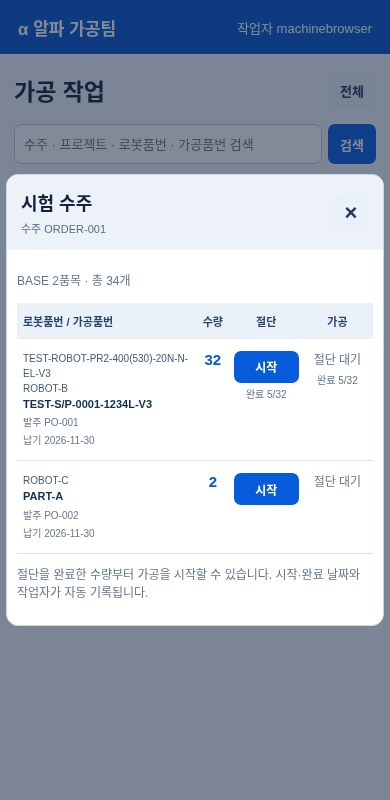 α 알파 가공팀
작업자 machinebrowser
가공 작업
전체
수주 · 프로젝트 · 로봇품번 · 가공품번 검색
검색
시험 수주
수주 ORDER-001
×
BASE 2품목 · 총 34개
로봇품번 / 가공품번 수량 절단 가공
TEST-ROBOT-PR2-400(530)-20N-N-
EL-V3
ROBOT-B
TEST-S/P-0001-1234L-V3
발주 PO-001
납기 2026-11-30
32
시작
완료 5/32
절단 대기
완료 5/32
ROBOT-C
PART-A
발주 PO-002
납기 2026-11-30
2
시작
절단 대기
절단을 완료한 수량부터 가공을 시작할 수 있습니다. 시작·완료 날짜와
작업자가 자동 기록됩니다.